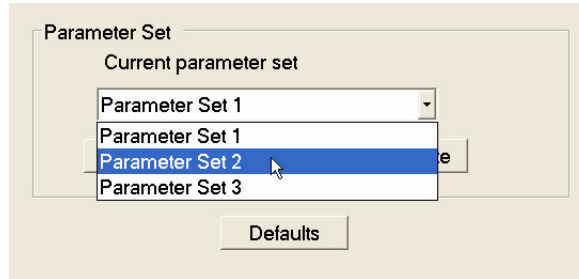 Parameter Set
Current parameter set
Parameter Set 1
Parameter Set 1
Parameter Set 2
Parameter Set 3
Defaults